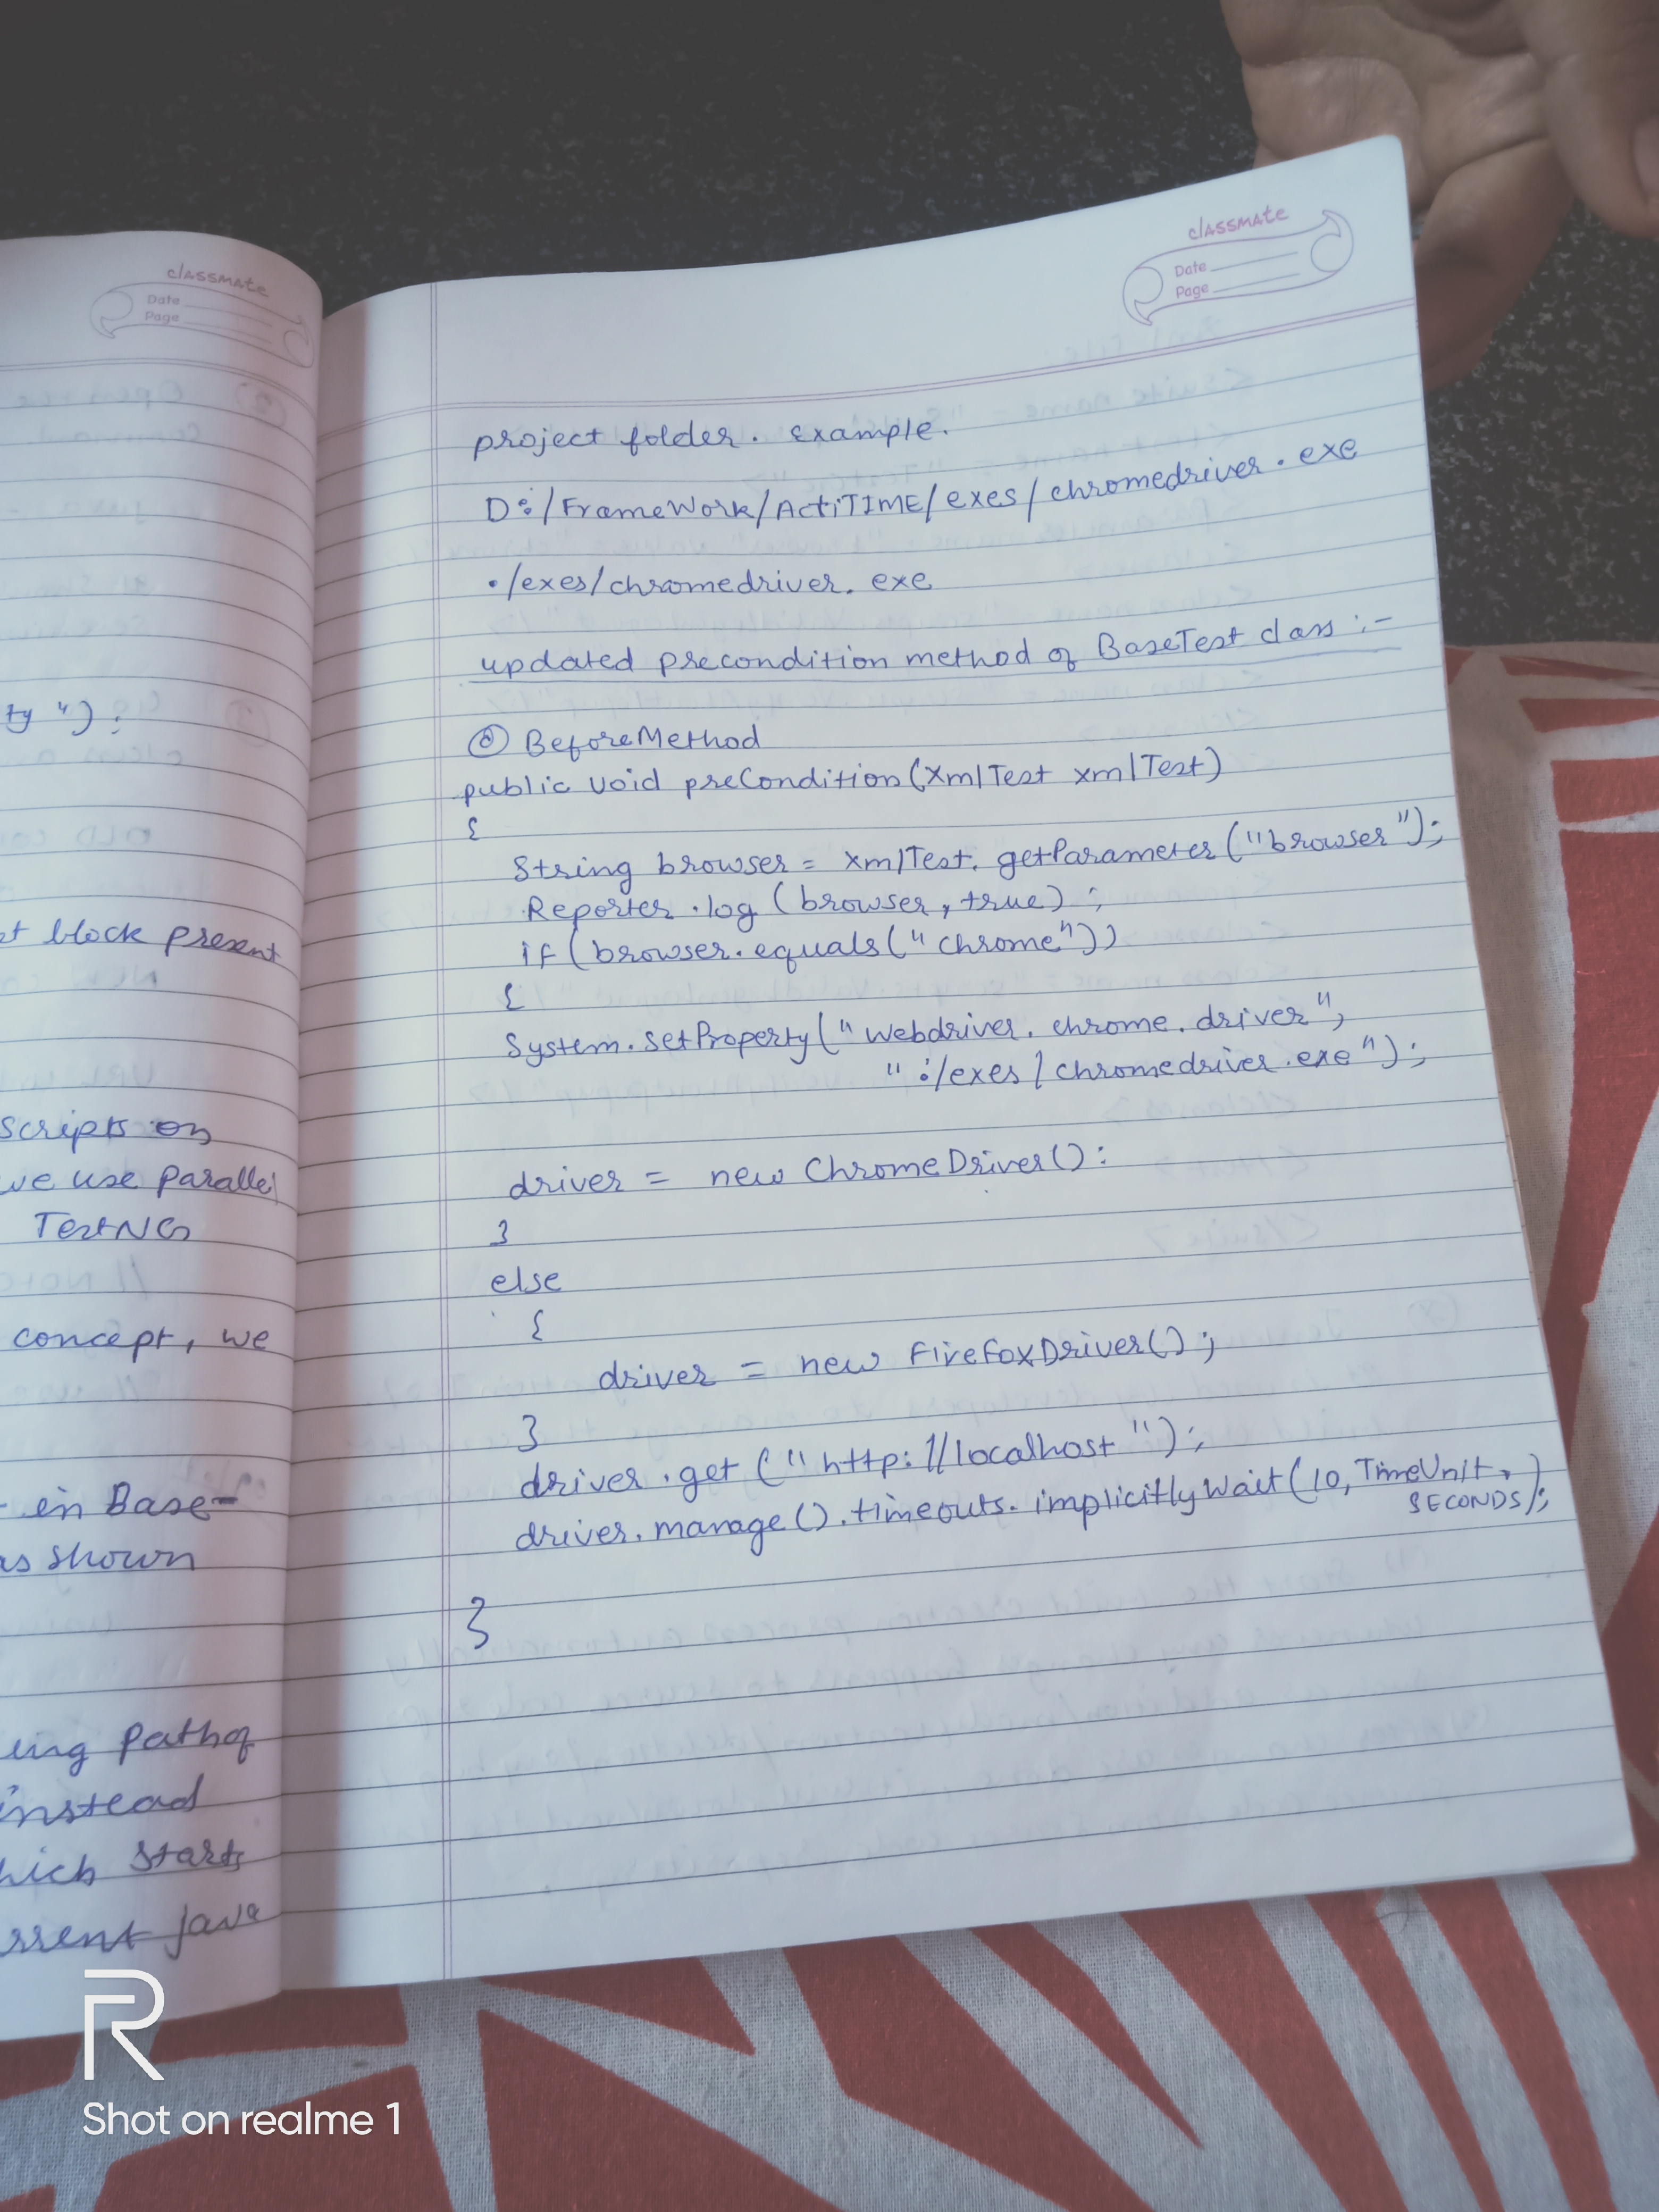 classmate
Date
Page
ty");
et block present
scripts on
we use parallel
TestNG
concept, we
in Base-
as shown
ing path of
instead
hich starts
rrent java
classmate
Date
Page
project folder. Example.
D:/FrameWork/ActiTIME/exes/chromedriver.exe
./exes/chromedriver.exe
updated precondition method of BaseTest class :-
@ BeforeMethod
public void preCondition(XmlTest xmlTest)
{
String browser = xmlTest.getParameter("browser");
Reporter.log(browser, true);
if(browser.equals("chrome"))
{
System.setProperty("webdriver.chrome.driver",
"./exes/chromedriver.exe");
driver = new ChromeDriver():
}
else
{
driver = new FirefoxDriver();
}
driver.get("http://localhost");
driver.manage().timeouts.implicitlyWait(10, TimeUnit.
SECONDS);
}
R
Shot on realme 1